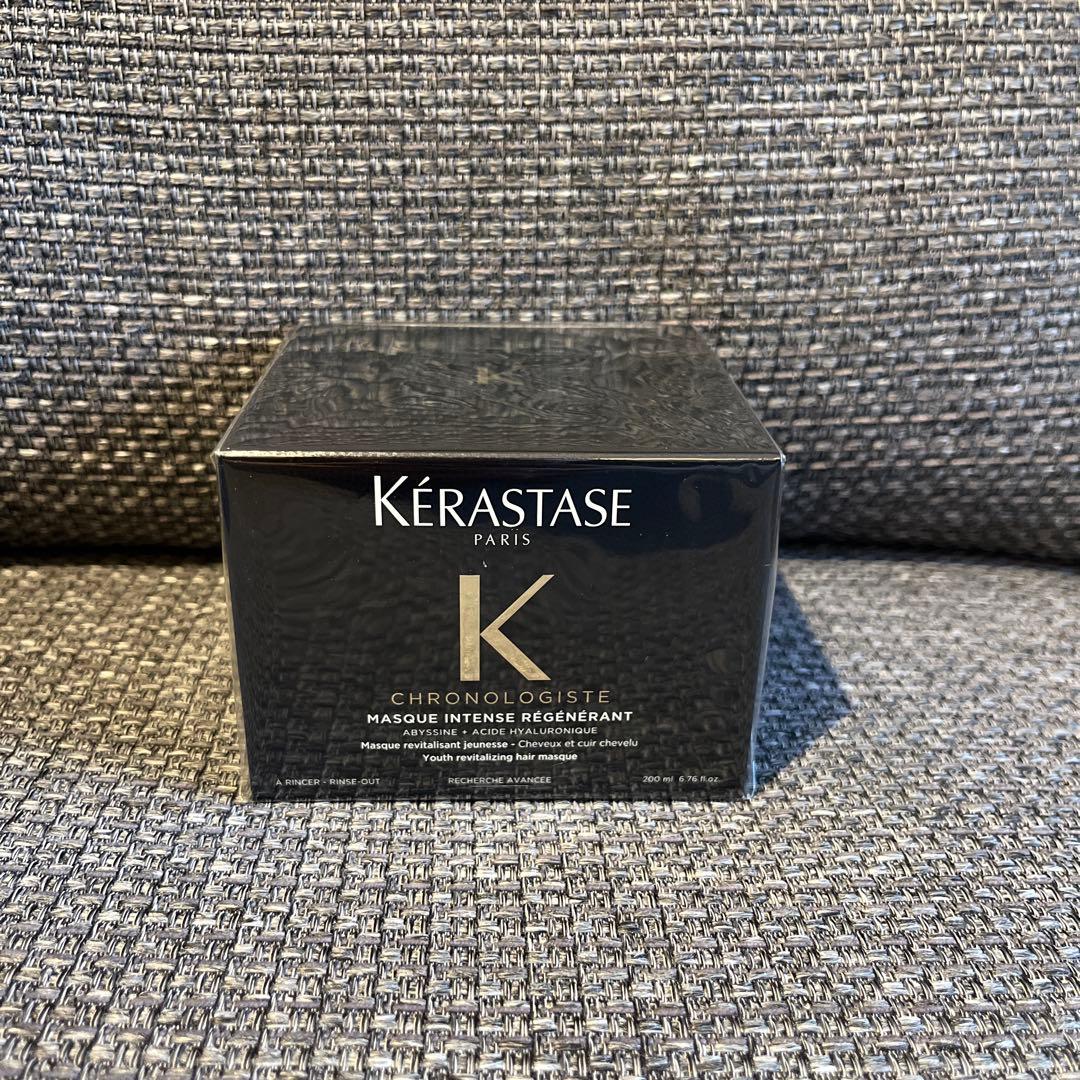 K
KÉRASTASE
PARIS
K
CHRONOLOGISTE
MASQUE INTENSE RÉGÉNÉRANT
ABYSSINE + ACIDE HYALURONIQUE
Masque revitalisant jeunesse - Cheveux et cuir chevelu
Youth revitalizing hair masque
À RINCER - RINSE-OUT RECHERCHE AVANCÉE 200 ml 6.76 fl.oz.